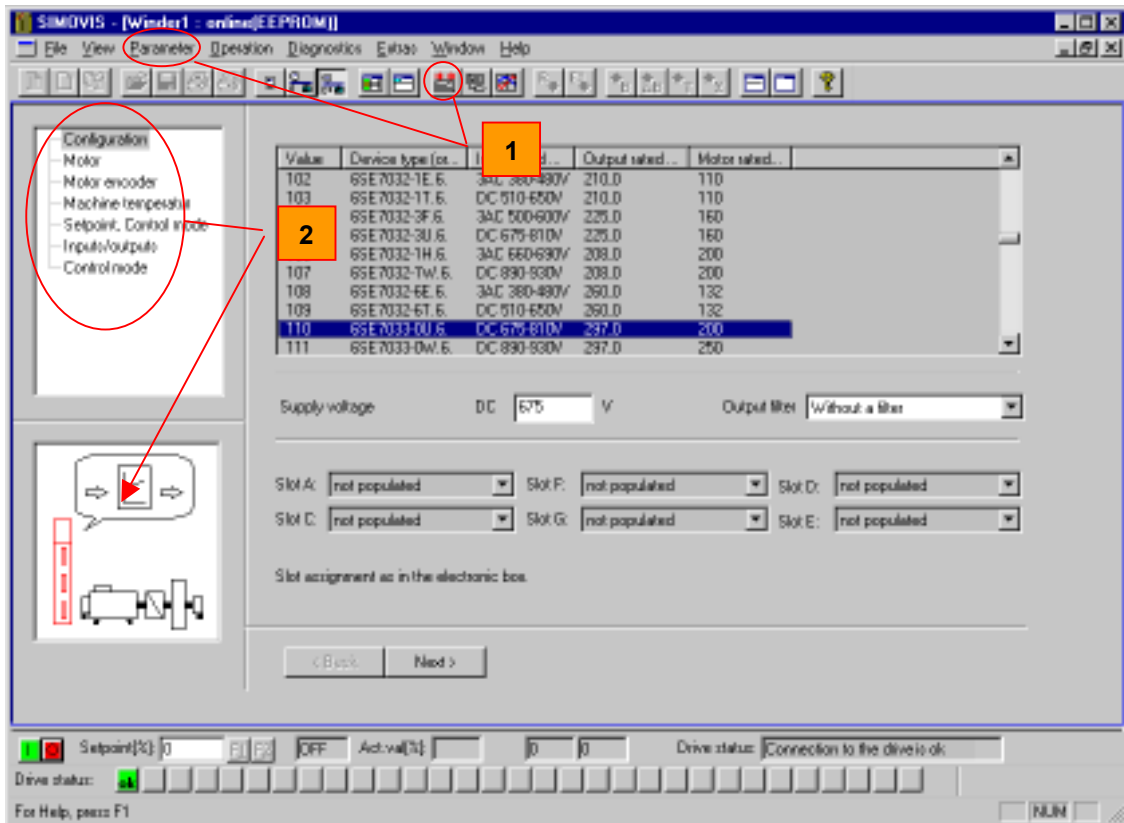 SIMOVIS - [Winder1 : online(EEPROM)]
File View Parameter Operation Diagnostics Extras Window Help
Configuration
Motor
Motor encoder
Machine temperatur
Setpoint, Control mode
Inputs/outputs
Control mode
1
2
Value Device type (or... Output rated... Motor rated...
102 6SE7032-1E.6. 3AC 380-480V 210.0 110
103 6SE7032-1T.6. DC 510-650V 210.0 110
6SE7032-3F.6. 3AC 500-600V 225.0 160
6SE7032-3U.6. DC 675-810V 225.0 160
6SE7032-1H.6. 3AC 660-690V 208.0 200
107 6SE7032-TW.6. DC 890-930V 208.0 200
108 6SE7032-6E.6. 3AC 380-480V 260.0 132
109 6SE7032-6T.6. DC 510-650V 260.0 132
110 6SE7033-0U.6. DC 675-810V 297.0 200
111 6SE7033-0W.6. DC 890-930V 297.0 250
Supply voltage DC 675 V Output filter Without a filter
Slot A: not populated Slot F: not populated Slot D: not populated
Slot C: not populated Slot G: not populated Slot E: not populated
Slot assignment as in the electronic box.
< Back Next >
Setpoint[%]: 0 F1 F2 OFF Act.val[%]: 0 0 Drive status: Connection to the drive is ok
Drive status: ok
For Help, press F1 NUM